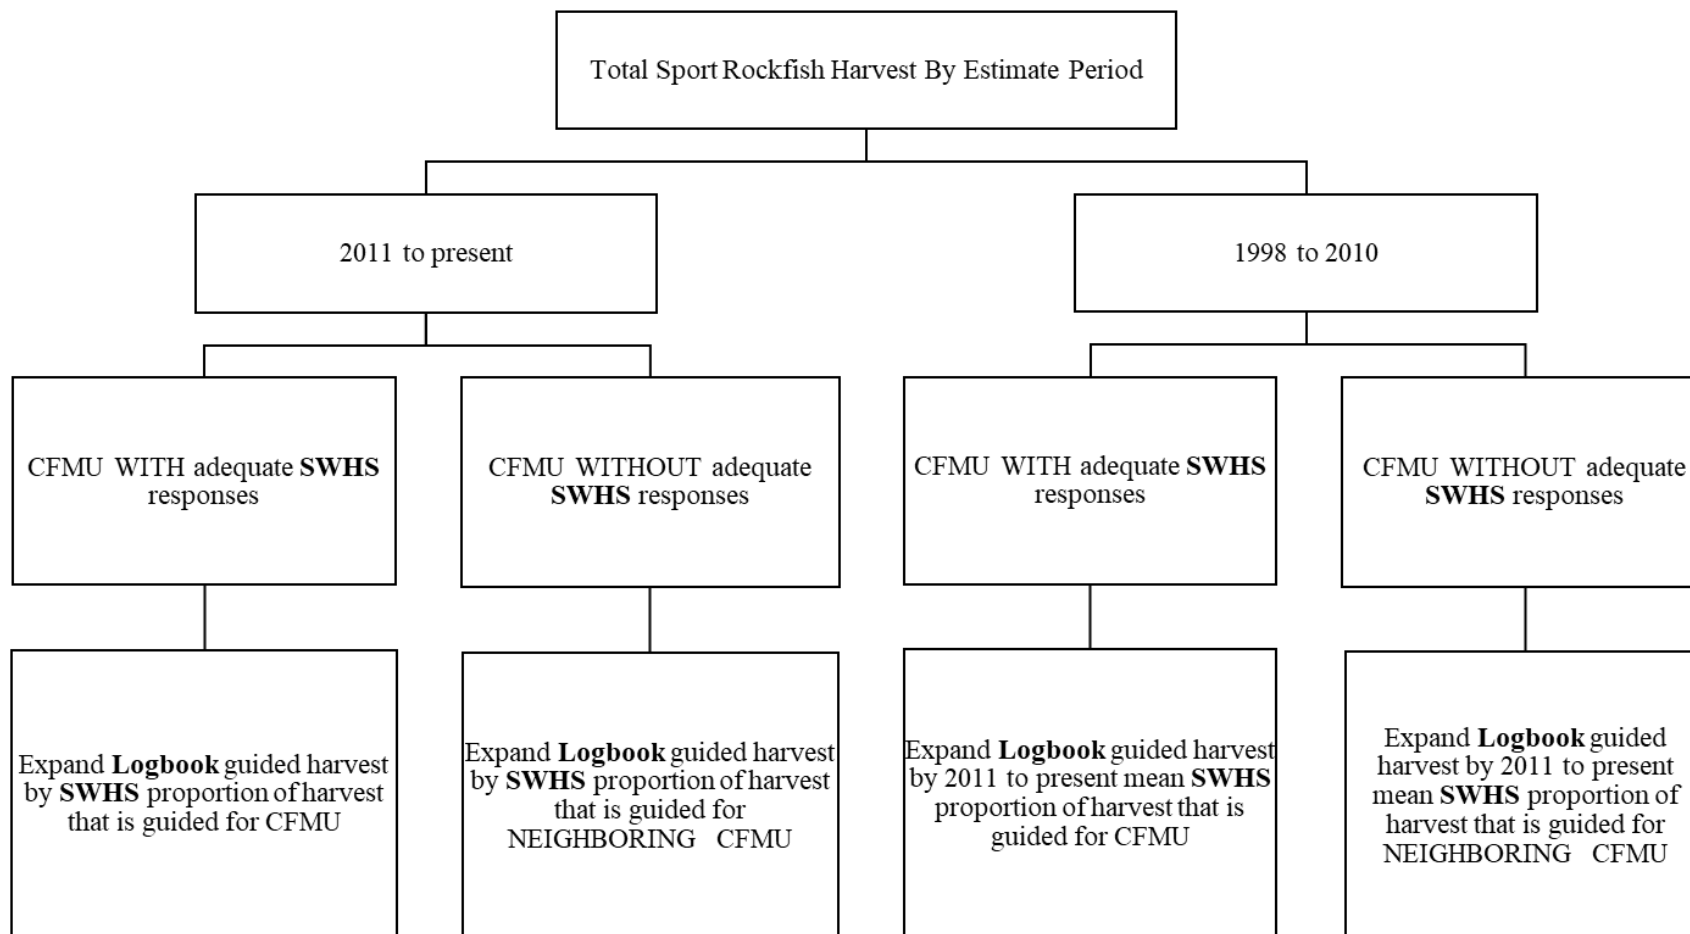 Total Sport Rockfish Harvest By Estimate Period
2011 to present
1998 to 2010
CFMU WITH adequate SWHS
responses
CFMU WITHOUT adequate
SWHS responses
CFMU WITH adequate SWHS
responses
CFMU WITHOUT adequate
SWHS responses
Expand Logbook guided harvest
by SWHS proportion of harvest
that is guided for CFMU
Expand Logbook guided harvest
by SWHS proportion of harvest
that is guided for
NEIGHBORING CFMU
Expand Logbook guided harvest
by 2011 to present mean SWHS
proportion of harvest that is
guided for CFMU
Expand Logbook guided
harvest by 2011 to present
mean SWHS proportion of
harvest that is guided for
NEIGHBORING CFMU